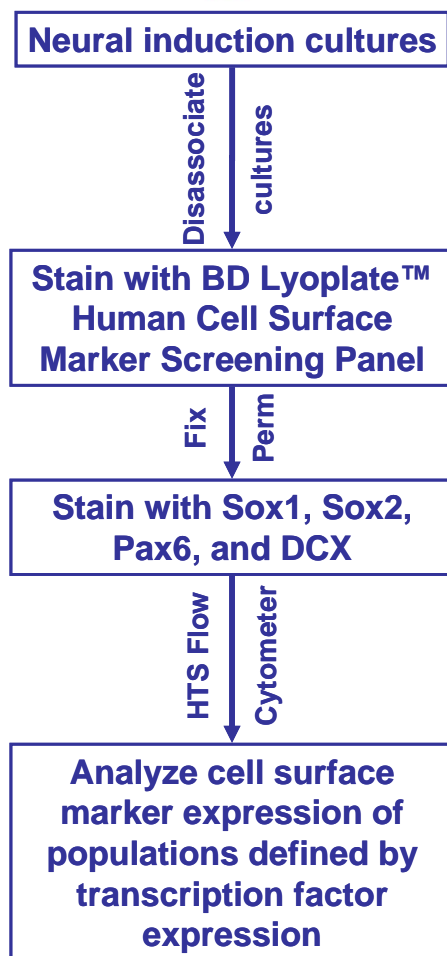 Neural induction cultures
Disassociate
cultures
Stain with BD Lyoplate™
Human Cell Surface
Marker Screening Panel
Fix
Perm
Stain with Sox1, Sox2,
Pax6, and DCX
HTS Flow
Cytometer
Analyze cell surface
marker expression of
populations defined by
transcription factor
expression